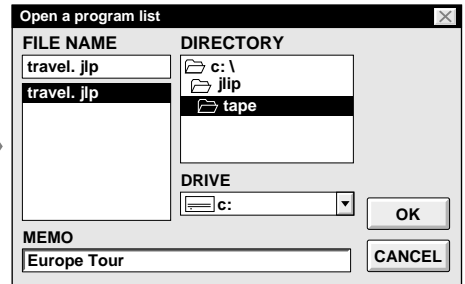 Open a program list
FILE NAME
travel. jlp
travel. jlp
DIRECTORY
c: \
jlip
tape
DRIVE
c:
OK
MEMO
Europe Tour
CANCEL